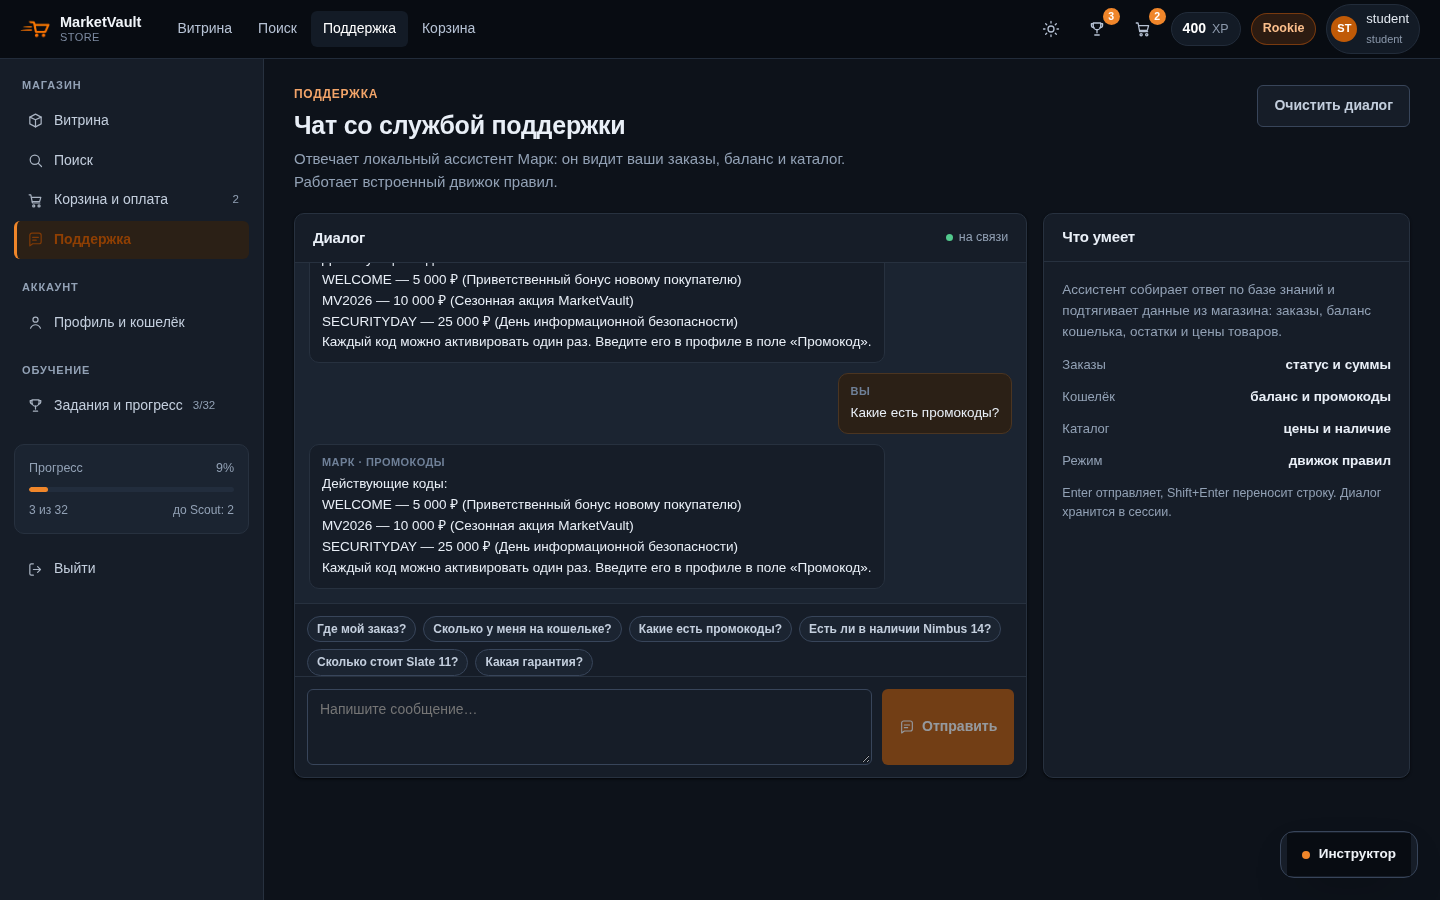 MarketVault
STORE
Витрина
Поиск
Поддержка
Корзина
3
2
400 XP
Rookie
ST
student
student
МАГАЗИН
Витрина
Поиск
Корзина и оплата 2
Поддержка
АККАУНТ
Профиль и кошелёк
ОБУЧЕНИЕ
Задания и прогресс 3/32
Прогресс 9%
3 из 32 до Scout: 2
Выйти
ПОДДЕРЖКА
Чат со службой поддержки
Отвечает локальный ассистент Марк: он видит ваши заказы, баланс и каталог.
Работает встроенный движок правил.
Очистить диалог
Диалог
на связи
WELCOME — 5 000 ₽ (Приветственный бонус новому покупателю)
MV2026 — 10 000 ₽ (Сезонная акция MarketVault)
SECURITYDAY — 25 000 ₽ (День информационной безопасности)
Каждый код можно активировать один раз. Введите его в профиле в поле «Промокод».
ВЫ
Какие есть промокоды?
МАРК · ПРОМОКОДЫ
Действующие коды:
WELCOME — 5 000 ₽ (Приветственный бонус новому покупателю)
MV2026 — 10 000 ₽ (Сезонная акция MarketVault)
SECURITYDAY — 25 000 ₽ (День информационной безопасности)
Каждый код можно активировать один раз. Введите его в профиле в поле «Промокод».
Где мой заказ?
Сколько у меня на кошельке?
Какие есть промокоды?
Есть ли в наличии Nimbus 14?
Сколько стоит Slate 11?
Какая гарантия?
Напишите сообщение…
Отправить
Что умеет
Ассистент собирает ответ по базе знаний и
подтягивает данные из магазина: заказы, баланс
кошелька, остатки и цены товаров.
Заказы статус и суммы
Кошелёк баланс и промокоды
Каталог цены и наличие
Режим движок правил
Enter отправляет, Shift+Enter переносит строку. Диалог
хранится в сессии.
Инструктор